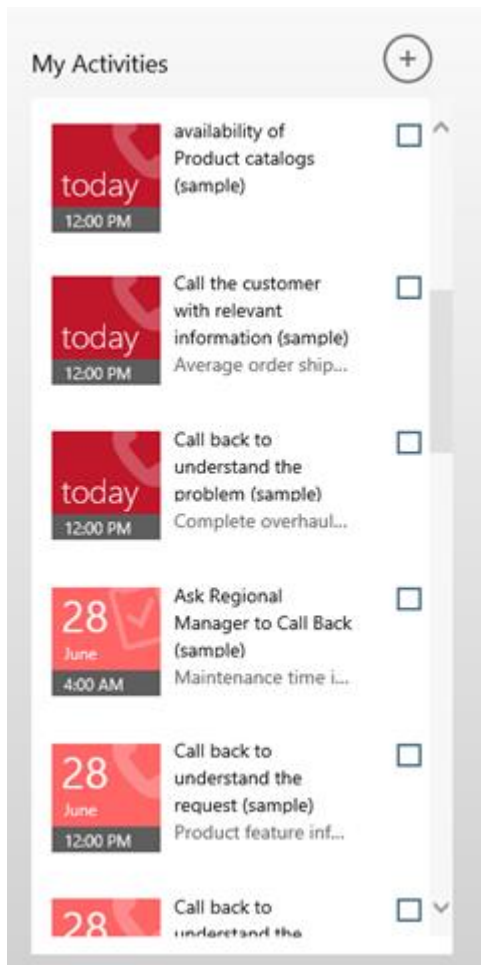 My Activities
+
availability of
Product catalogs
(sample)
today
12:00 PM
Call the customer
with relevant
information (sample)
Average order ship...
today
12:00 PM
Call back to
understand the
problem (sample)
Complete overhaul...
today
12:00 PM
Ask Regional
Manager to Call Back
(sample)
Maintenance time i...
28
June
4:00 AM
Call back to
understand the
request (sample)
Product feature inf...
28
June
12:00 PM
Call back to
understand the
28